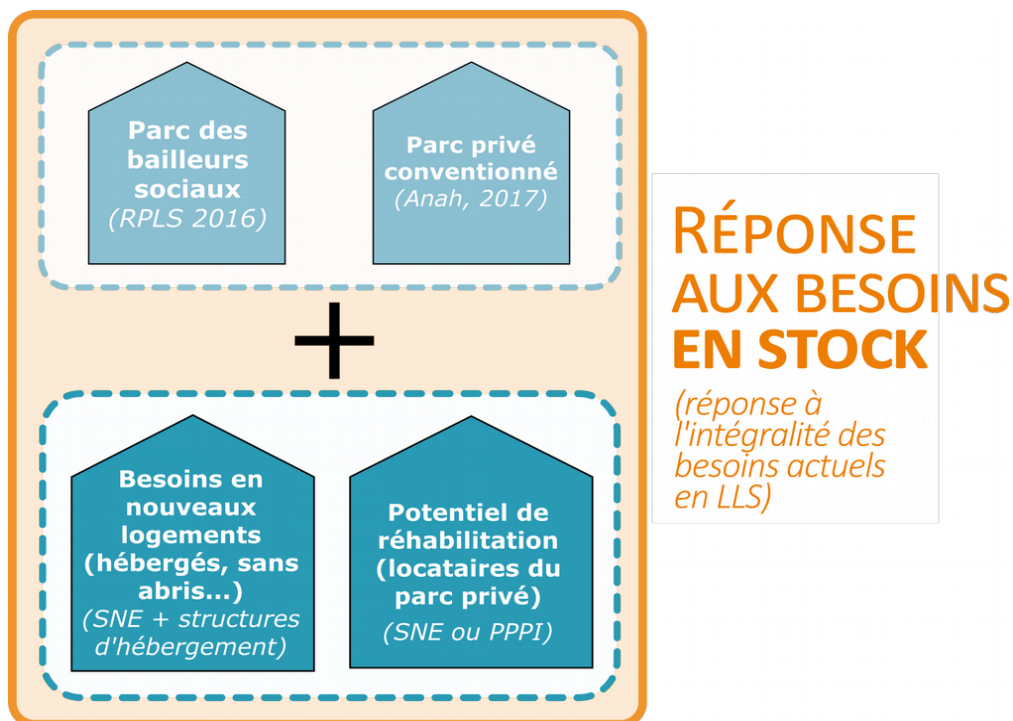 Parc des
bailleurs
sociaux
(RPLS 2016)
Parc privé
conventionné
(Anah, 2017)
+
Besoins en
nouveaux
logements
(hébergés, sans
abris...)
(SNE + structures
d'hébergement)
Potentiel de
réhabilitation
(locataires du
parc privé)
(SNE ou PPPI)
RÉPONSE
AUX BESOINS
EN STOCK
(réponse à
l'intégralité des
besoins actuels
en LLS)